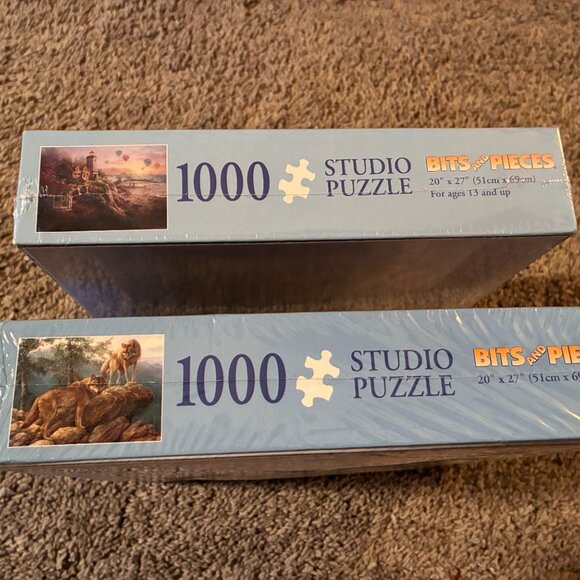 1000
STUDIO
PUZZLE
BITS AND PIECES
20" x 27" (51cm x 69cm)
For ages 13 and up
1000
STUDIO
PUZZLE
BITS AND PIE
20" x 27" (51cm x 69